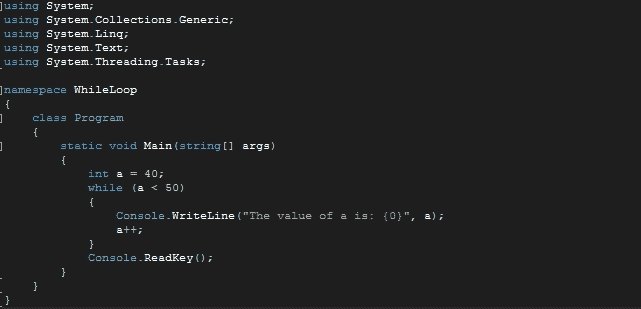 using System;
using System.Collections.Generic;
using System.Linq;
using System.Text;
using System.Threading.Tasks;
namespace WhileLoop
{
class Program
{
static void Main(string[] args)
{
int a = 40;
while (a < 50)
{
Console.WriteLine("The value of a is: {0}", a);
a++;
}
Console.ReadKey();
}
}
}